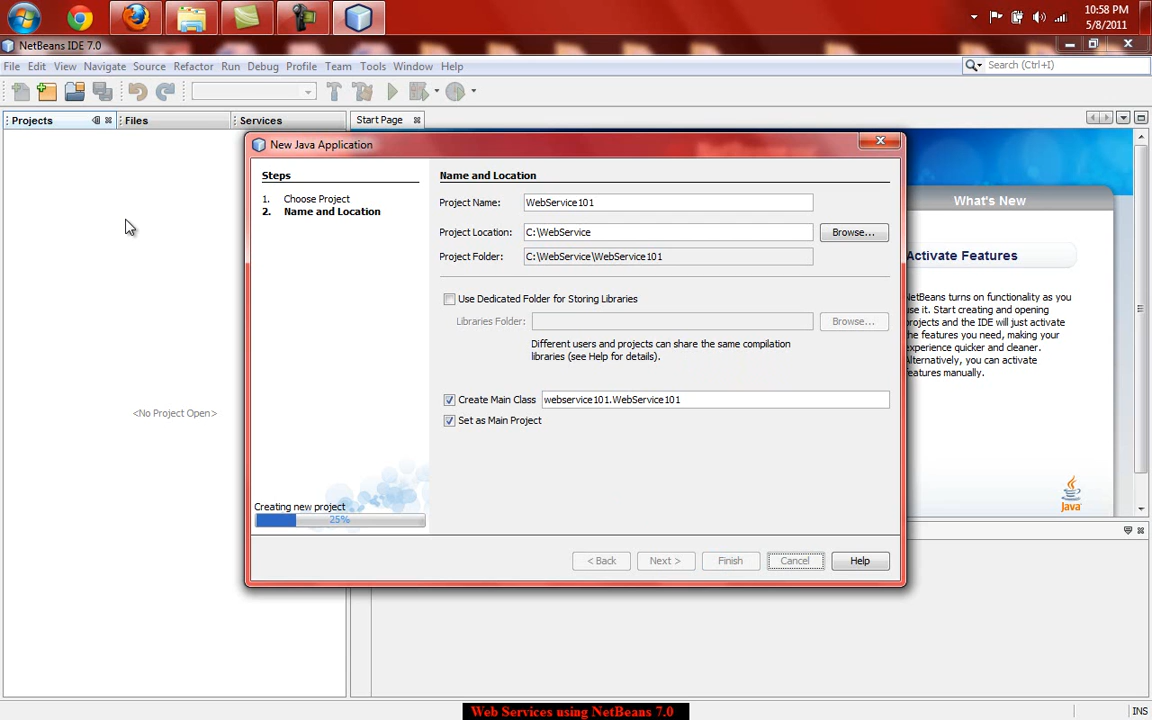 10:58 PM
5/8/2011
NetBeans IDE 7.0
File Edit View Navigate Source Refactor Run Debug Profile Team Tools Window Help
Search (Ctrl+I)
Projects
Files
Services
Start Page
New Java Application
Steps
1. Choose Project
2. Name and Location
Name and Location
Project Name: WebService101
Project Location: C:\WebService
Browse...
Project Folder: C:\WebService\WebService101
Use Dedicated Folder for Storing Libraries
Libraries Folder:
Browse...
Different users and projects can share the same compilation
libraries (see Help for details).
Create Main Class webservice101.WebService101
Set as Main Project
Creating new project
25%
< Back
Next >
Finish
Cancel
Help
<No Project Open>
What's New
Activate Features
NetBeans turns on functionality as you
use it. Start creating and opening
projects and the IDE will just activate
the features you need, making your
experience quicker and cleaner.
Alternatively, you can activate
features manually.
Java
Web Services using NetBeans 7.0
INS